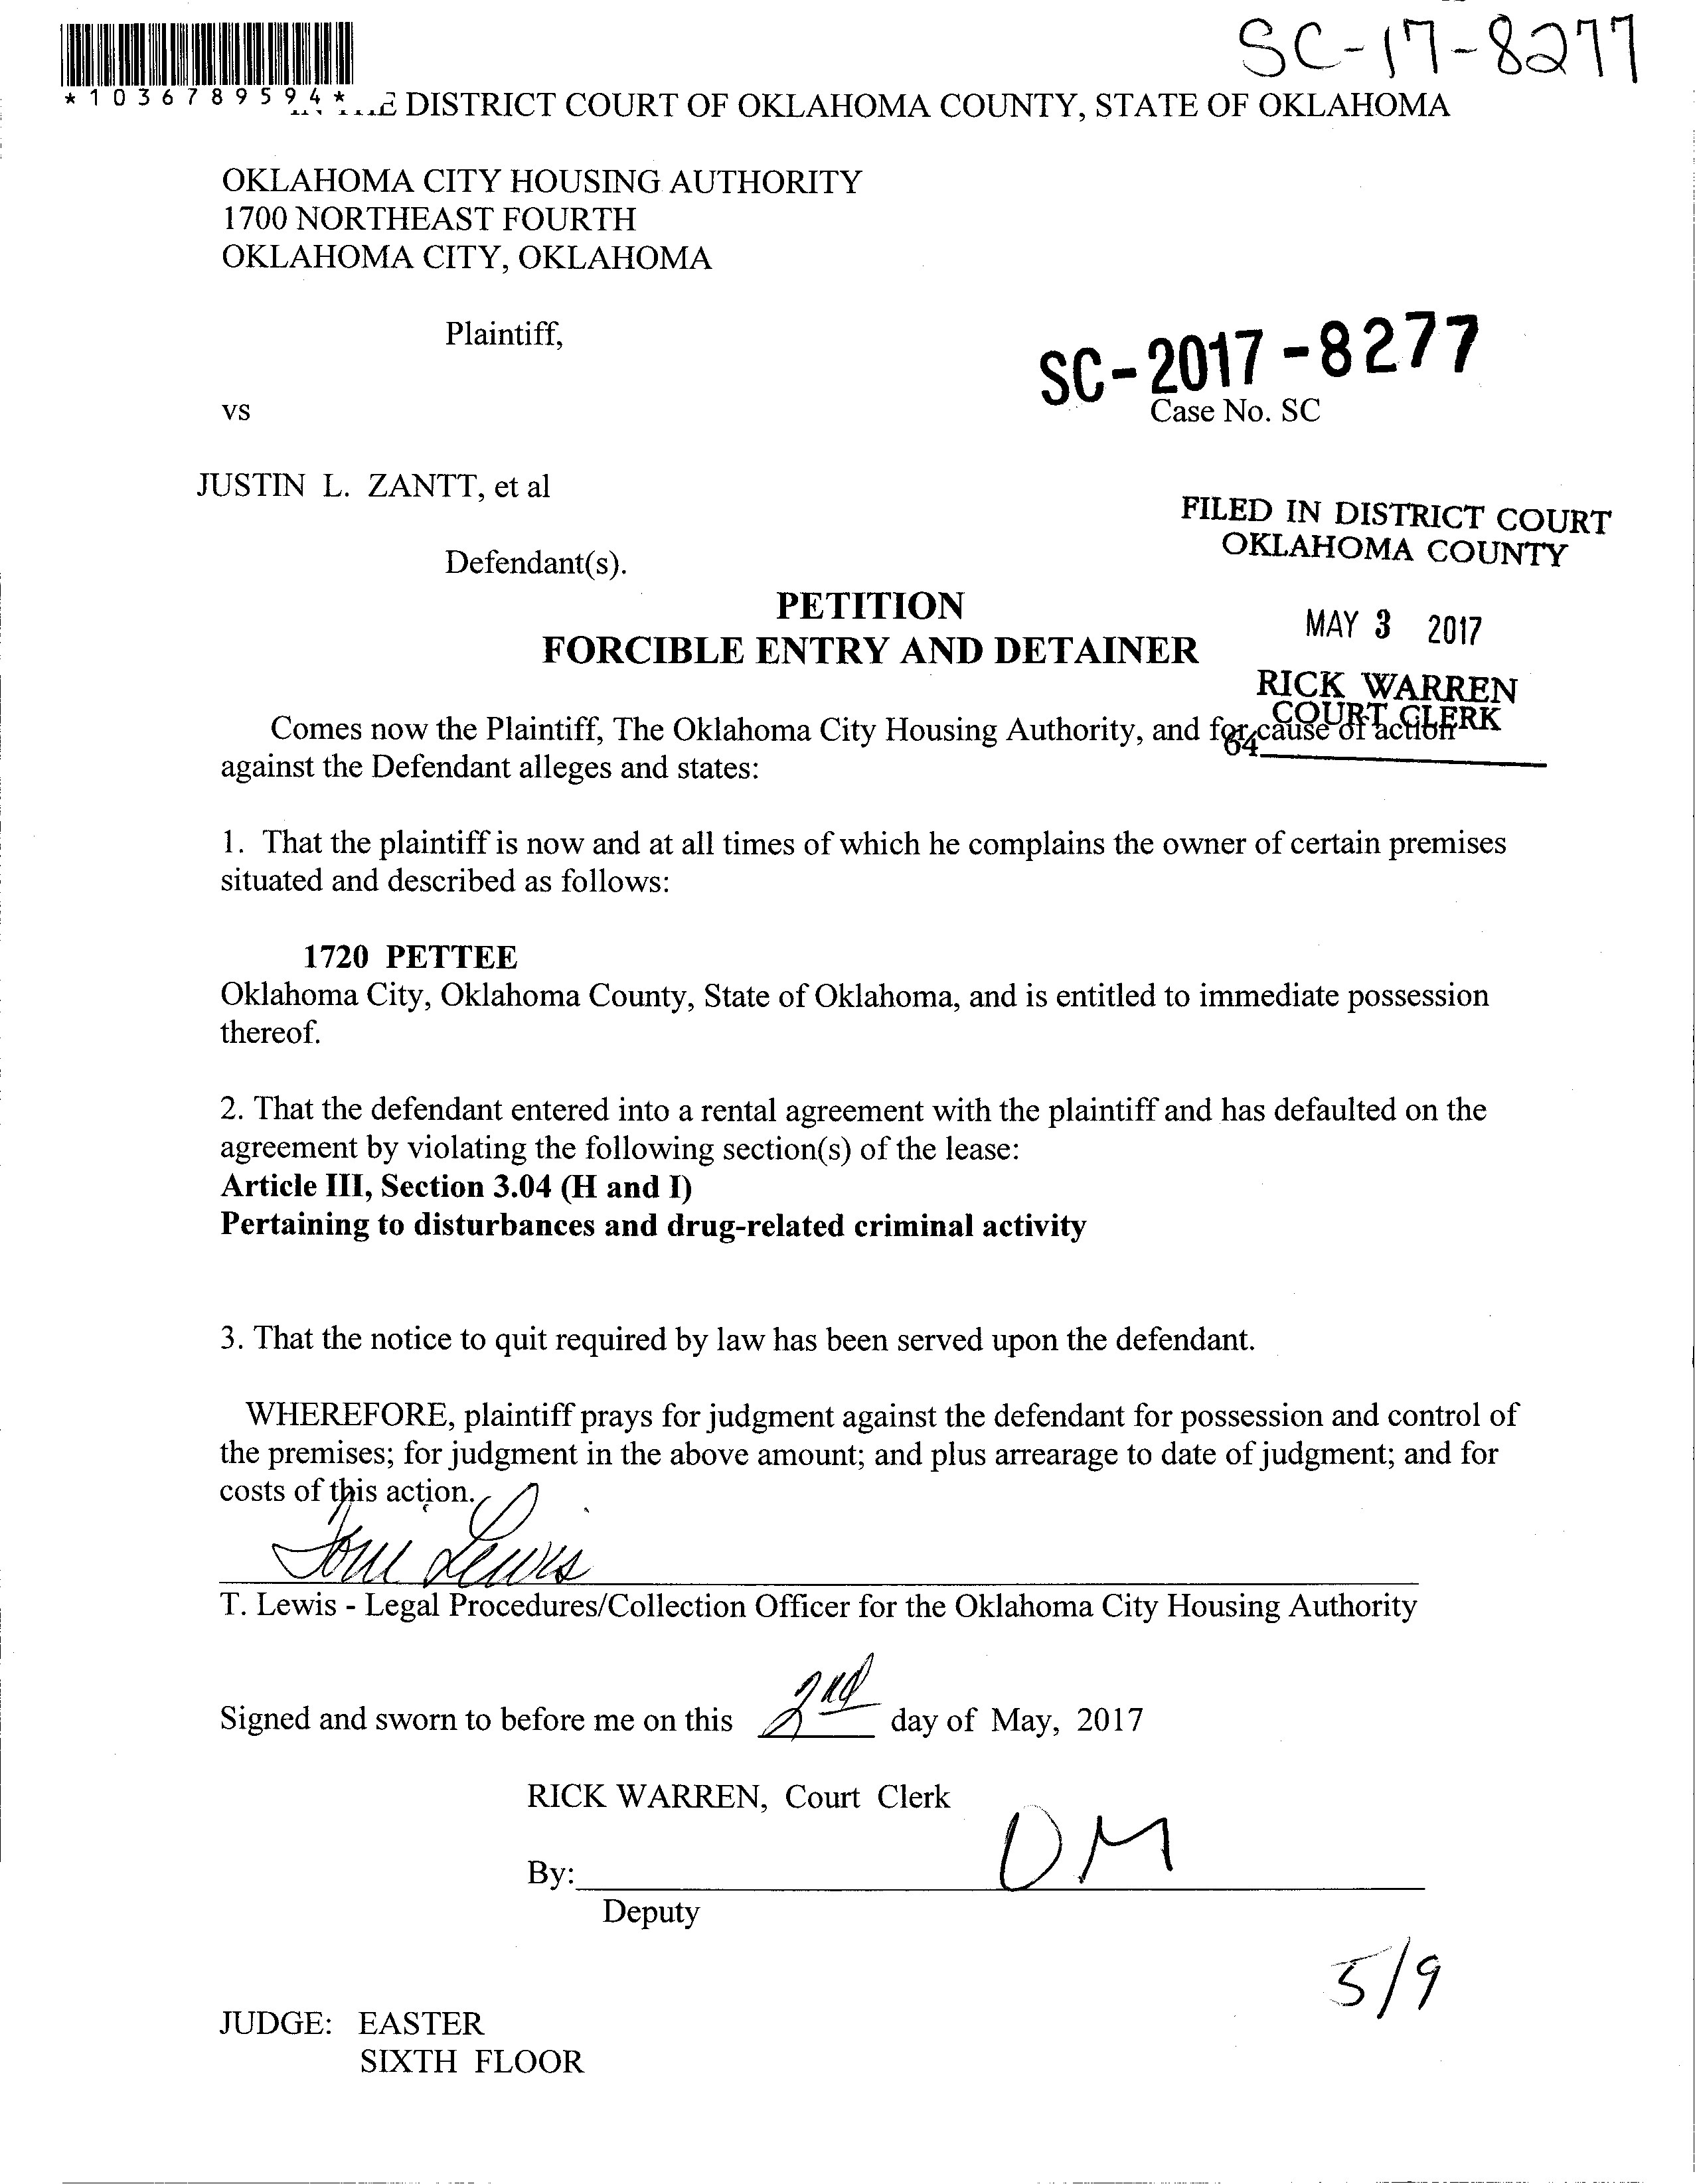 SC-17-8277
*1036789594*
DISTRICT COURT OF OKLAHOMA COUNTY, STATE OF OKLAHOMA
OKLAHOMA CITY HOUSING AUTHORITY
1700 NORTHEAST FOURTH
OKLAHOMA CITY, OKLAHOMA
Plaintiff,
SC-2017-8277
vs
Case No. SC
JUSTIN L. ZANTT, et al
FILED IN DISTRICT COURT
OKLAHOMA COUNTY
Defendant(s).
PETITION
MAY 3 2017
FORCIBLE ENTRY AND DETAINER
RICK WARREN
COURT CLERK
Comes now the Plaintiff, The Oklahoma City Housing Authority, and for cause of action
64
against the Defendant alleges and states:
1. That the plaintiff is now and at all times of which he complains the owner of certain premises
situated and described as follows:
1720 PETTEE
Oklahoma City, Oklahoma County, State of Oklahoma, and is entitled to immediate possession
thereof.
2. That the defendant entered into a rental agreement with the plaintiff and has defaulted on the
agreement by violating the following section(s) of the lease:
Article III, Section 3.04 (H and I)
Pertaining to disturbances and drug-related criminal activity
3. That the notice to quit required by law has been served upon the defendant.
WHEREFORE, plaintiff prays for judgment against the defendant for possession and control of
the premises; for judgment in the above amount; and plus arrearage to date of judgment; and for
costs of this action.
Tom Lewis
T. Lewis - Legal Procedures/Collection Officer for the Oklahoma City Housing Authority
Signed and sworn to before me on this 2nd day of May, 2017
RICK WARREN, Court Clerk
By: DM
Deputy
5/9
JUDGE: EASTER
SIXTH FLOOR